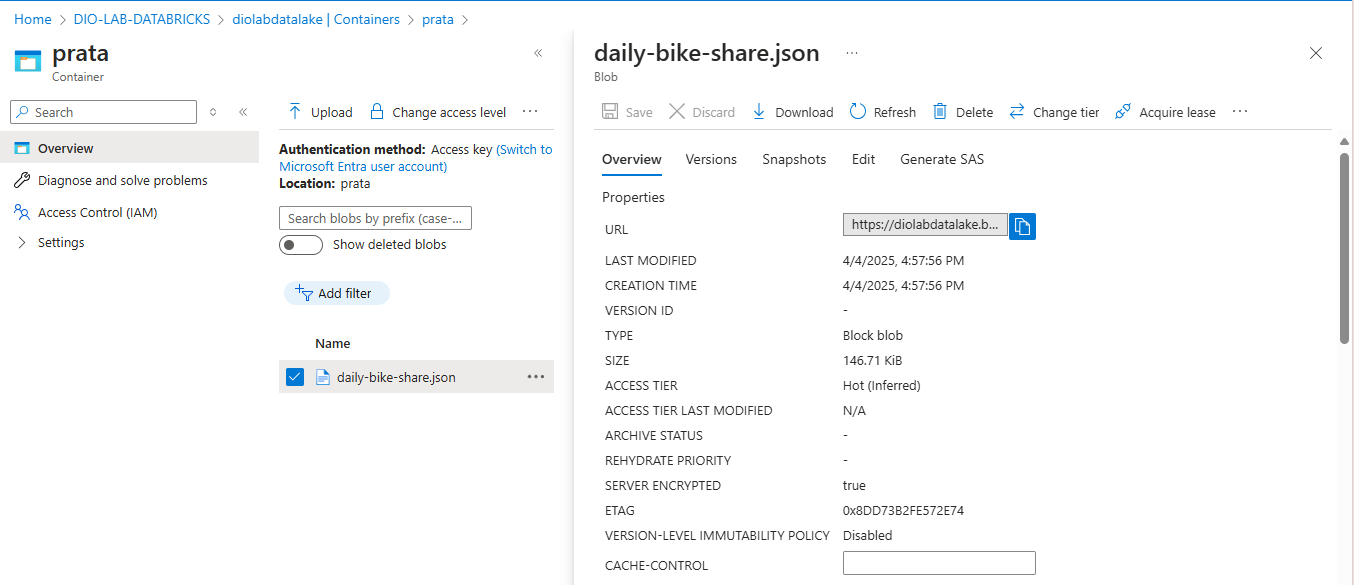 Home > DIO-LAB-DATABRICKS > diolabdatalake | Containers > prata >
prata
Container
Search
Overview
Diagnose and solve problems
Access Control (IAM)
Settings
Upload Change access level ...
Authentication method: Access key (Switch to
Microsoft Entra user account)
Location: prata
Search blobs by prefix (case-...
Show deleted blobs
Add filter
Name
daily-bike-share.json
daily-bike-share.json ...
Blob
Save Discard Download Refresh Delete Change tier Acquire lease ...
Overview Versions Snapshots Edit Generate SAS
Properties
URL https://diolabdatalake.b...
LAST MODIFIED 4/4/2025, 4:57:56 PM
CREATION TIME 4/4/2025, 4:57:56 PM
VERSION ID -
TYPE Block blob
SIZE 146.71 KiB
ACCESS TIER Hot (Inferred)
ACCESS TIER LAST MODIFIED N/A
ARCHIVE STATUS -
REHYDRATE PRIORITY -
SERVER ENCRYPTED true
ETAG 0x8DD73B2FE572E74
VERSION-LEVEL IMMUTABILITY POLICY Disabled
CACHE-CONTROL